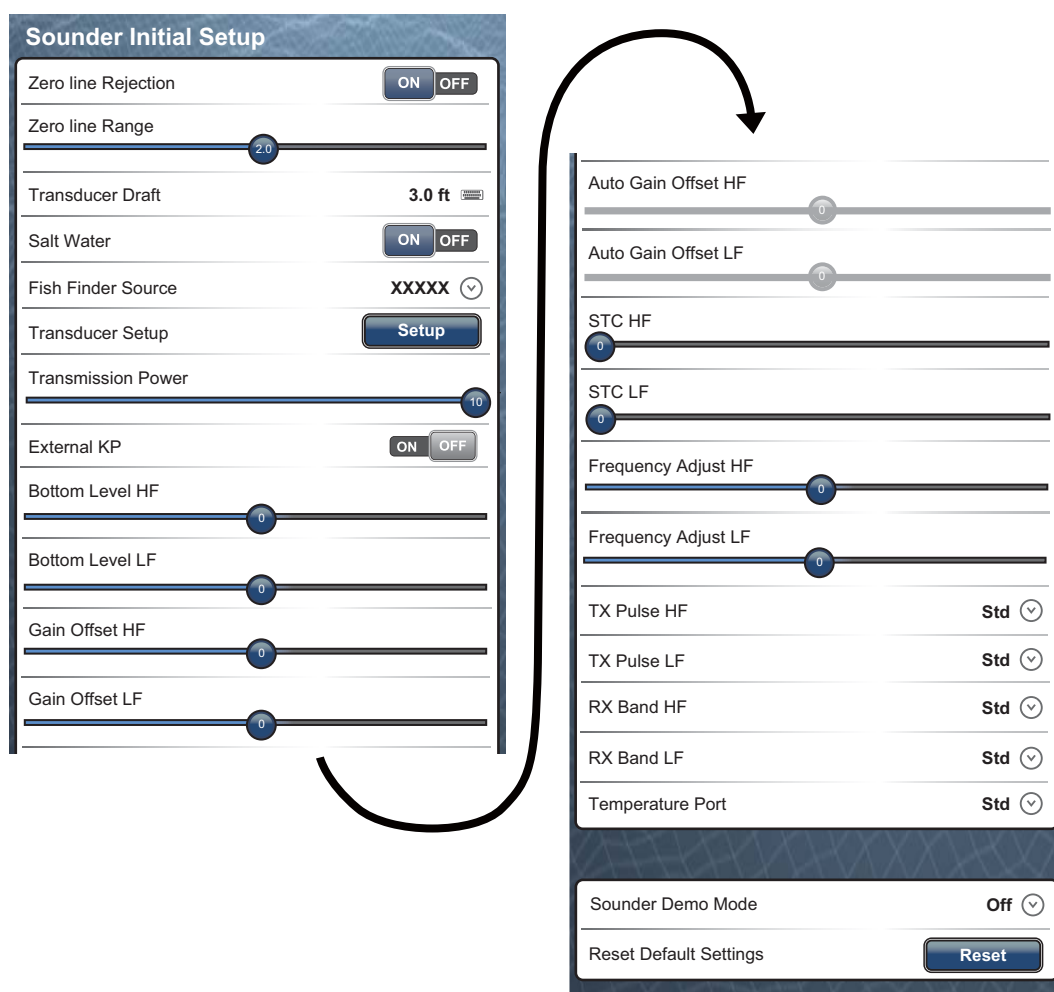 Sounder Initial Setup
Zero line Rejection ON OFF
Zero line Range
2.0
Transducer Draft 3.0 ft
Salt Water ON OFF
Fish Finder Source XXXXX
Transducer Setup Setup
Transmission Power
10
External KP ON OFF
Bottom Level HF
0
Bottom Level LF
0
Gain Offset HF
0
Gain Offset LF
0
Auto Gain Offset HF
0
Auto Gain Offset LF
0
STC HF
0
STC LF
0
Frequency Adjust HF
0
Frequency Adjust LF
0
TX Pulse HF Std
TX Pulse LF Std
RX Band HF Std
RX Band LF Std
Temperature Port Std
Sounder Demo Mode Off
Reset Default Settings Reset